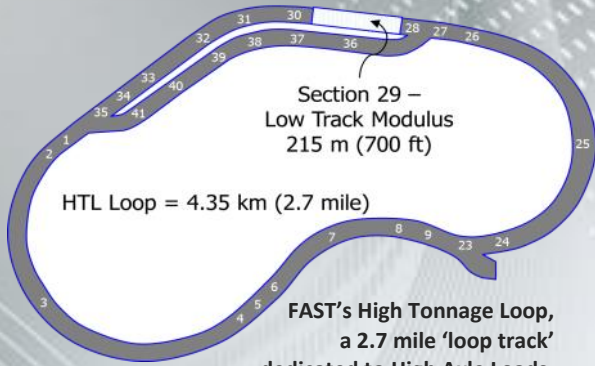 31 30
32 38 37 36 28 27 26
33 39
34 40
35 41
1
2
25
Section 29 –
Low Track Modulus
215 m (700 ft)
HTL Loop = 4.35 km (2.7 mile)
7 8 9 23 24
3 4 5 6
FAST’s High Tonnage Loop,
a 2.7 mile ‘loop track’
dedicated to High Axle Loads